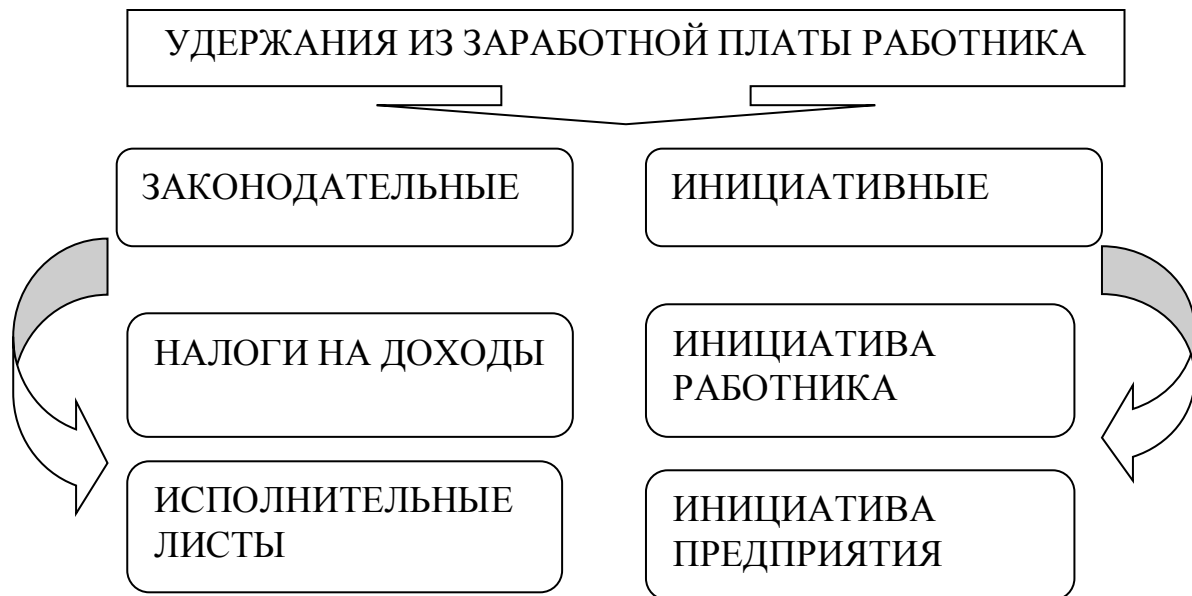 УДЕРЖАНИЯ ИЗ ЗАРАБОТНОЙ ПЛАТЫ РАБОТНИКА
ЗАКОНОДАТЕЛЬНЫЕ
ИНИЦИАТИВНЫЕ
НАЛОГИ НА ДОХОДЫ
ИНИЦИАТИВА
РАБОТНИКА
ИСПОЛНИТЕЛЬНЫЕ
ЛИСТЫ
ИНИЦИАТИВА
ПРЕДПРИЯТИЯ